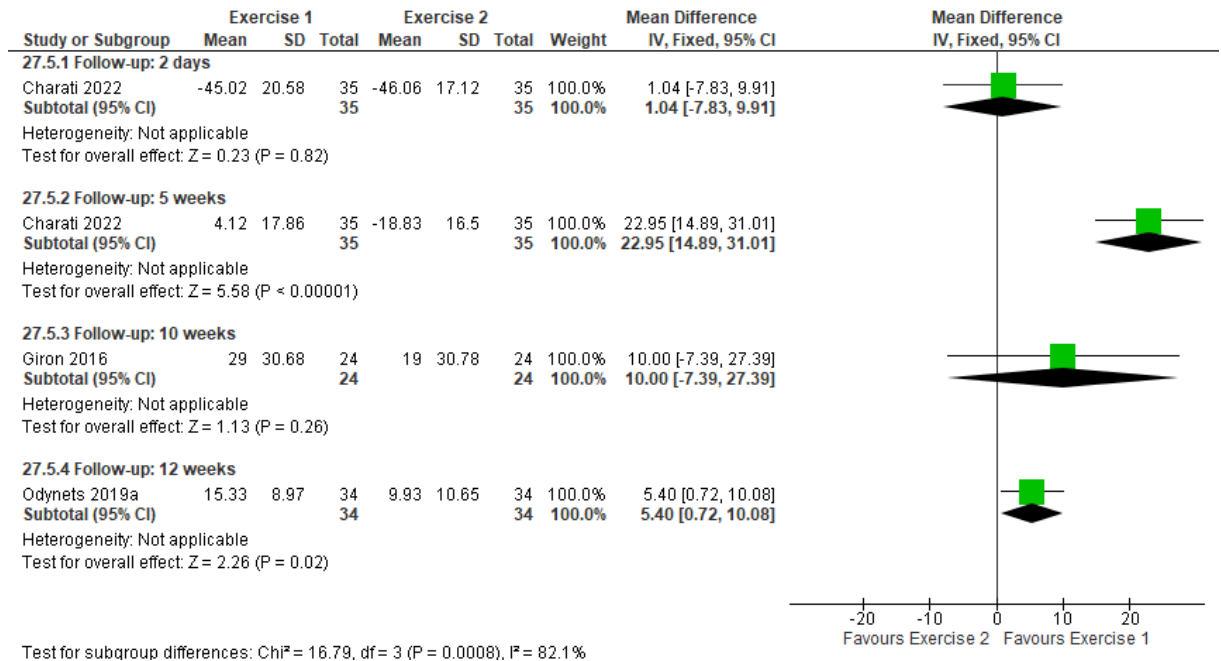 Exercise 1 Exercise 2 Mean Difference Mean Difference
Study or Subgroup Mean SD Total Mean SD Total Weight IV, Fixed, 95% CI IV, Fixed, 95% CI
27.5.1 Follow-up: 2 days
Charati 2022 -45.02 20.58 35 -46.06 17.12 35 100.0% 1.04 [-7.83, 9.91]
Subtotal (95% CI) 35 35 100.0% 1.04 [-7.83, 9.91]
Heterogeneity: Not applicable
Test for overall effect: Z = 0.23 (P = 0.82)
27.5.2 Follow-up: 5 weeks
Charati 2022 4.12 17.86 35 -18.83 16.5 35 100.0% 22.95 [14.89, 31.01]
Subtotal (95% CI) 35 35 100.0% 22.95 [14.89, 31.01]
Heterogeneity: Not applicable
Test for overall effect: Z = 5.58 (P < 0.00001)
27.5.3 Follow-up: 10 weeks
Giron 2016 29 30.68 24 19 30.78 24 100.0% 10.00 [-7.39, 27.39]
Subtotal (95% CI) 24 24 100.0% 10.00 [-7.39, 27.39]
Heterogeneity: Not applicable
Test for overall effect: Z = 1.13 (P = 0.26)
27.5.4 Follow-up: 12 weeks
Odynets 2019a 15.33 8.97 34 9.93 10.65 34 100.0% 5.40 [0.72, 10.08]
Subtotal (95% CI) 34 34 100.0% 5.40 [0.72, 10.08]
Heterogeneity: Not applicable
Test for overall effect: Z = 2.26 (P = 0.02)
-20 -10 0 10 20
Favours Exercise 2 Favours Exercise 1
Test for subgroup differences: Chi² = 16.79, df = 3 (P = 0.0008), I² = 82.1%